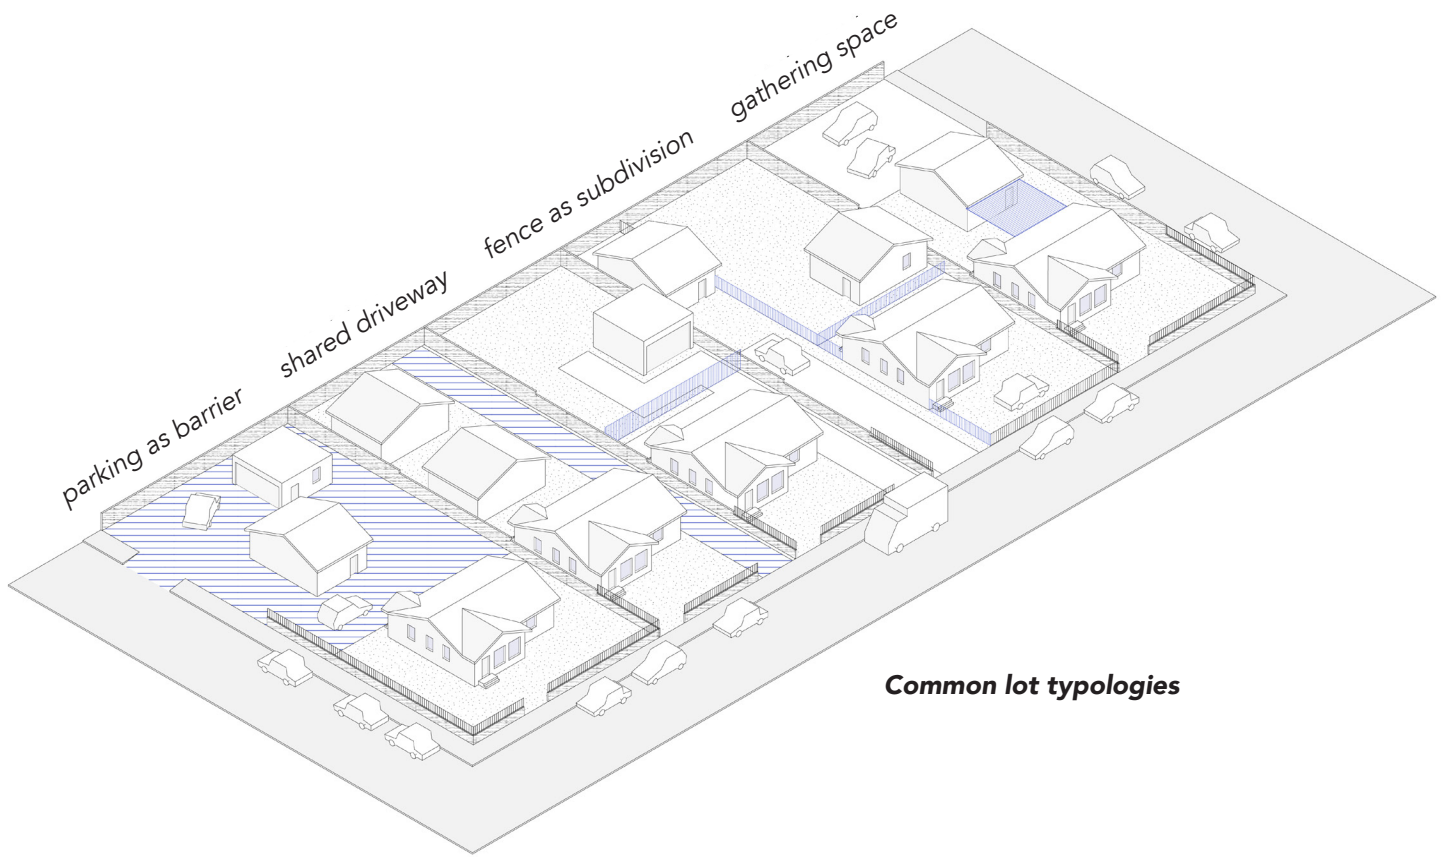 parking as barrier
shared driveway
fence as subdivision
gathering space
Common lot typologies